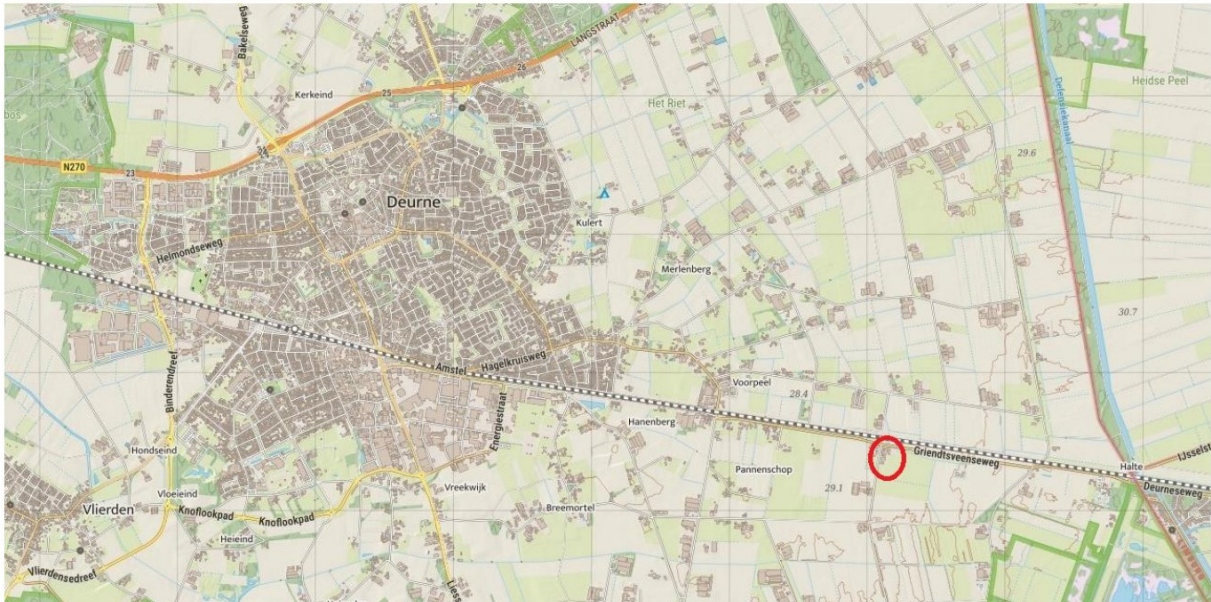 Bakelseweg
LANGSTRAAT
26
Kerkeind
25
Het Riet
Heidse Peel
Defensiekanaal
24
N270
23
29.6
Deurne
Kulert
Helmondseweg
Merlenberg
30.7
Binderendreef
Amstel
Hagelkruisweg
Voorpeel
28.4
Energiestraat
Hanenberg
Griendtsveenseweg
Hondseind
Pannenschop
Halte
29.1
Deurneseweg
Vloeieind
Vreekwijk
Vlierden
Knoflookpad
Knoflookpad
Breemortel
Heieind
Vlierdensedreef